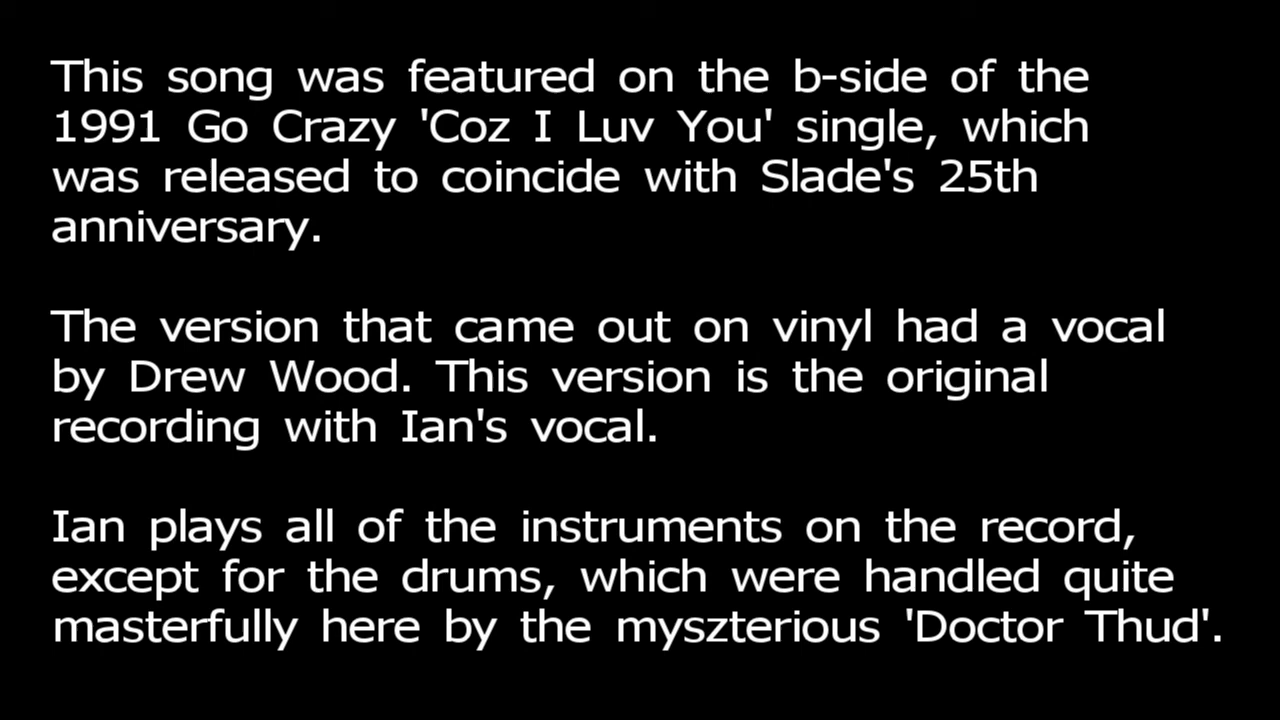 This song was featured on the b-side of the
1991 Go Crazy 'Coz I Luv You' single, which
was released to coincide with Slade's 25th
anniversary.
The version that came out on vinyl had a vocal
by Drew Wood. This version is the original
recording with Ian's vocal.
Ian plays all of the instruments on the record,
except for the drums, which were handled quite
masterfully here by the myszterious 'Doctor Thud'.